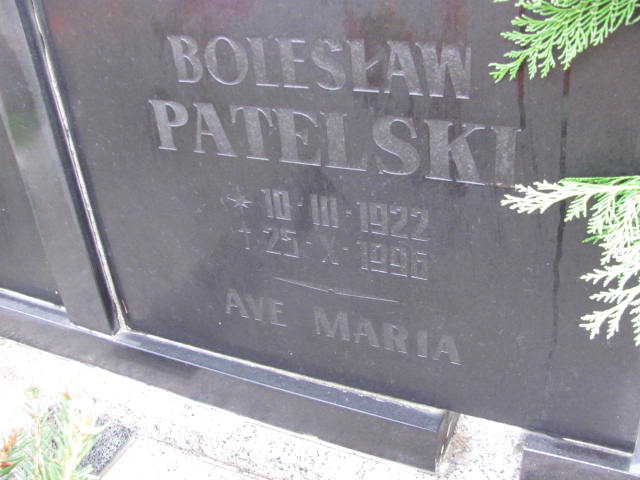 BOLESŁAW
PATELSKI
* 10-III-1922
† 25-X-1996
AVE MARIA